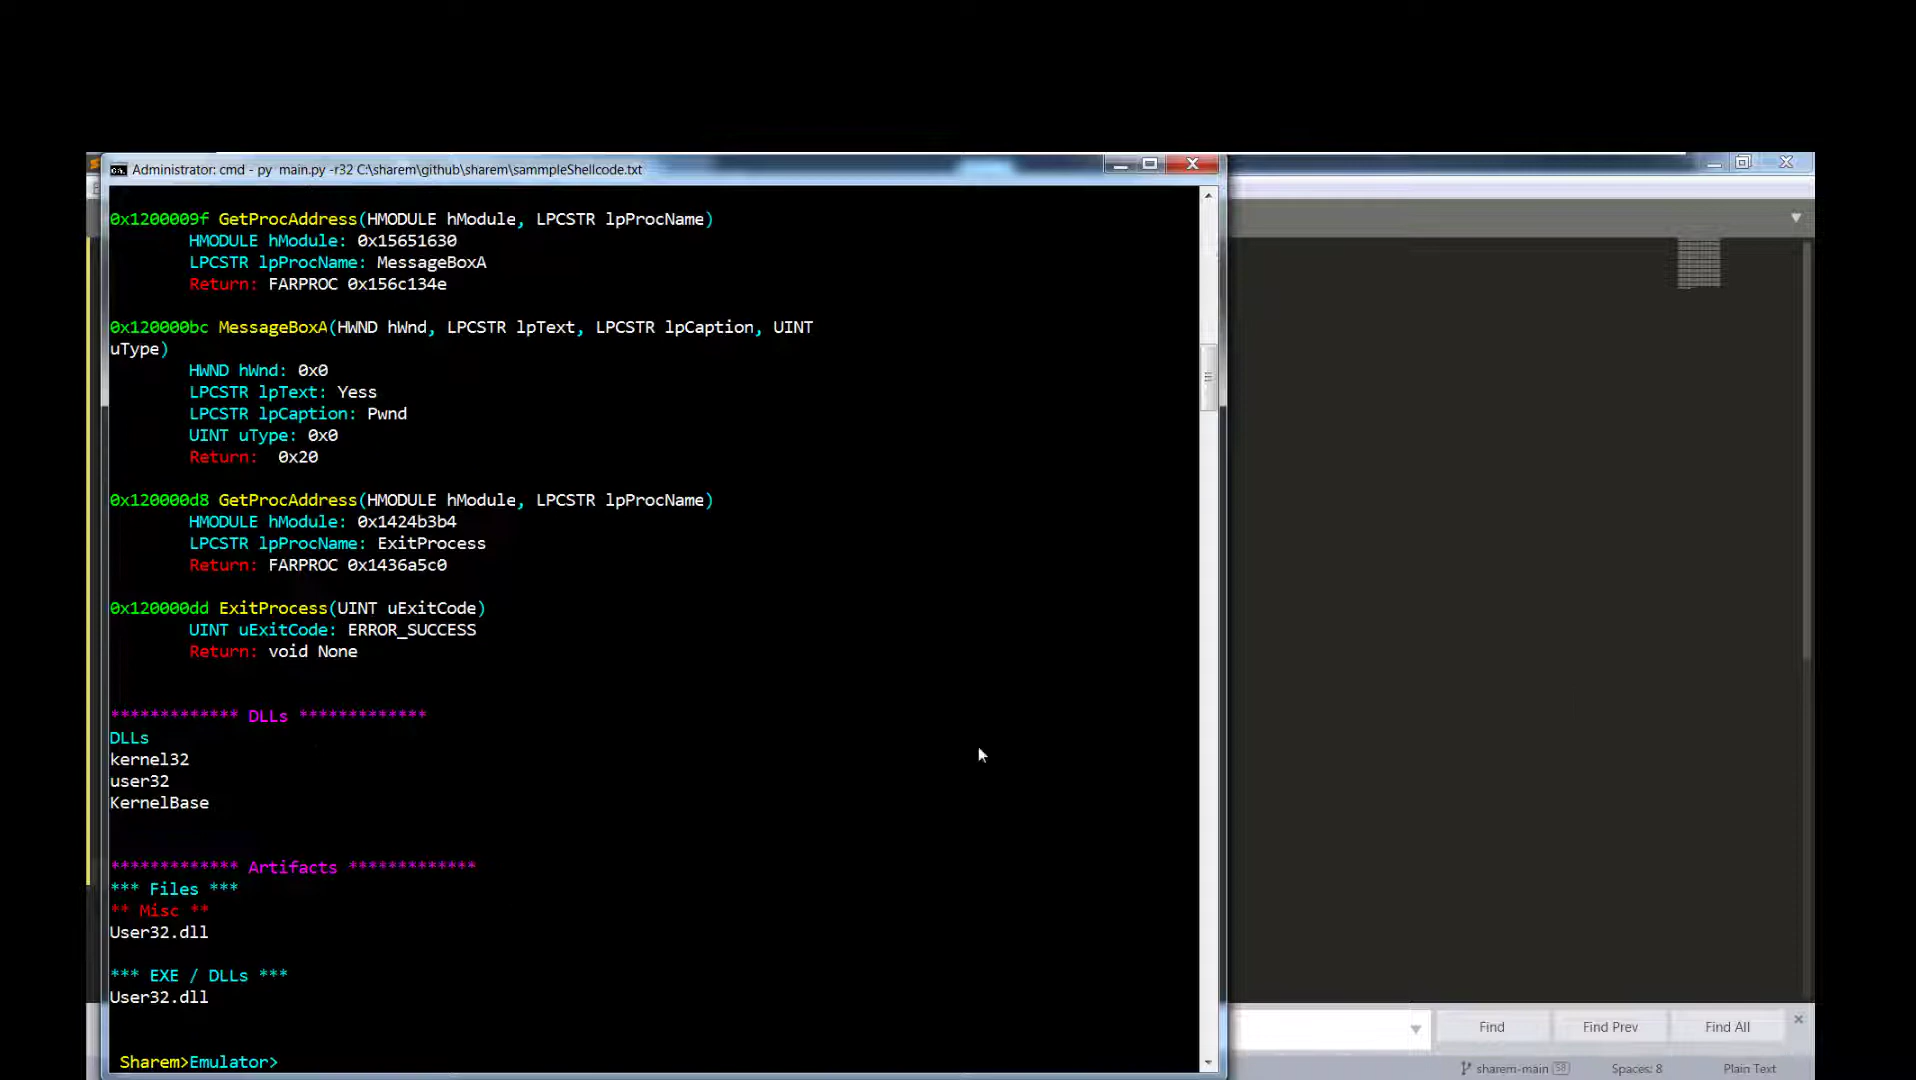 Administrator: cmd - py  main.py -r32 C:\sharem\github\sharem\sammpleShellcode.txt
0x1200009f GetProcAddress(HMODULE hModule, LPCSTR lpProcName)
HMODULE hModule: 0x15651630
LPCSTR lpProcName: MessageBoxA
Return: FARPROC 0x156c134e
0x120000bc MessageBoxA(HWND hWnd, LPCSTR lpText, LPCSTR lpCaption, UINT
uType)
HWND hWnd: 0x0
LPCSTR lpText: Yess
LPCSTR lpCaption: Pwnd
UINT uType: 0x0
Return:  0x20
0x120000d8 GetProcAddress(HMODULE hModule, LPCSTR lpProcName)
HMODULE hModule: 0x1424b3b4
LPCSTR lpProcName: ExitProcess
Return: FARPROC 0x1436a5c0
0x120000dd ExitProcess(UINT uExitCode)
UINT uExitCode: ERROR_SUCCESS
Return: void None
************* DLLs *************
DLLs
kernel32
user32
KernelBase
************* Artifacts *************
*** Files ***
** Misc **
User32.dll
*** EXE / DLLs ***
User32.dll
Sharem>Emulator>
Find
Find Prev
Find All
sharem-main 58
Spaces: 8
Plain Text